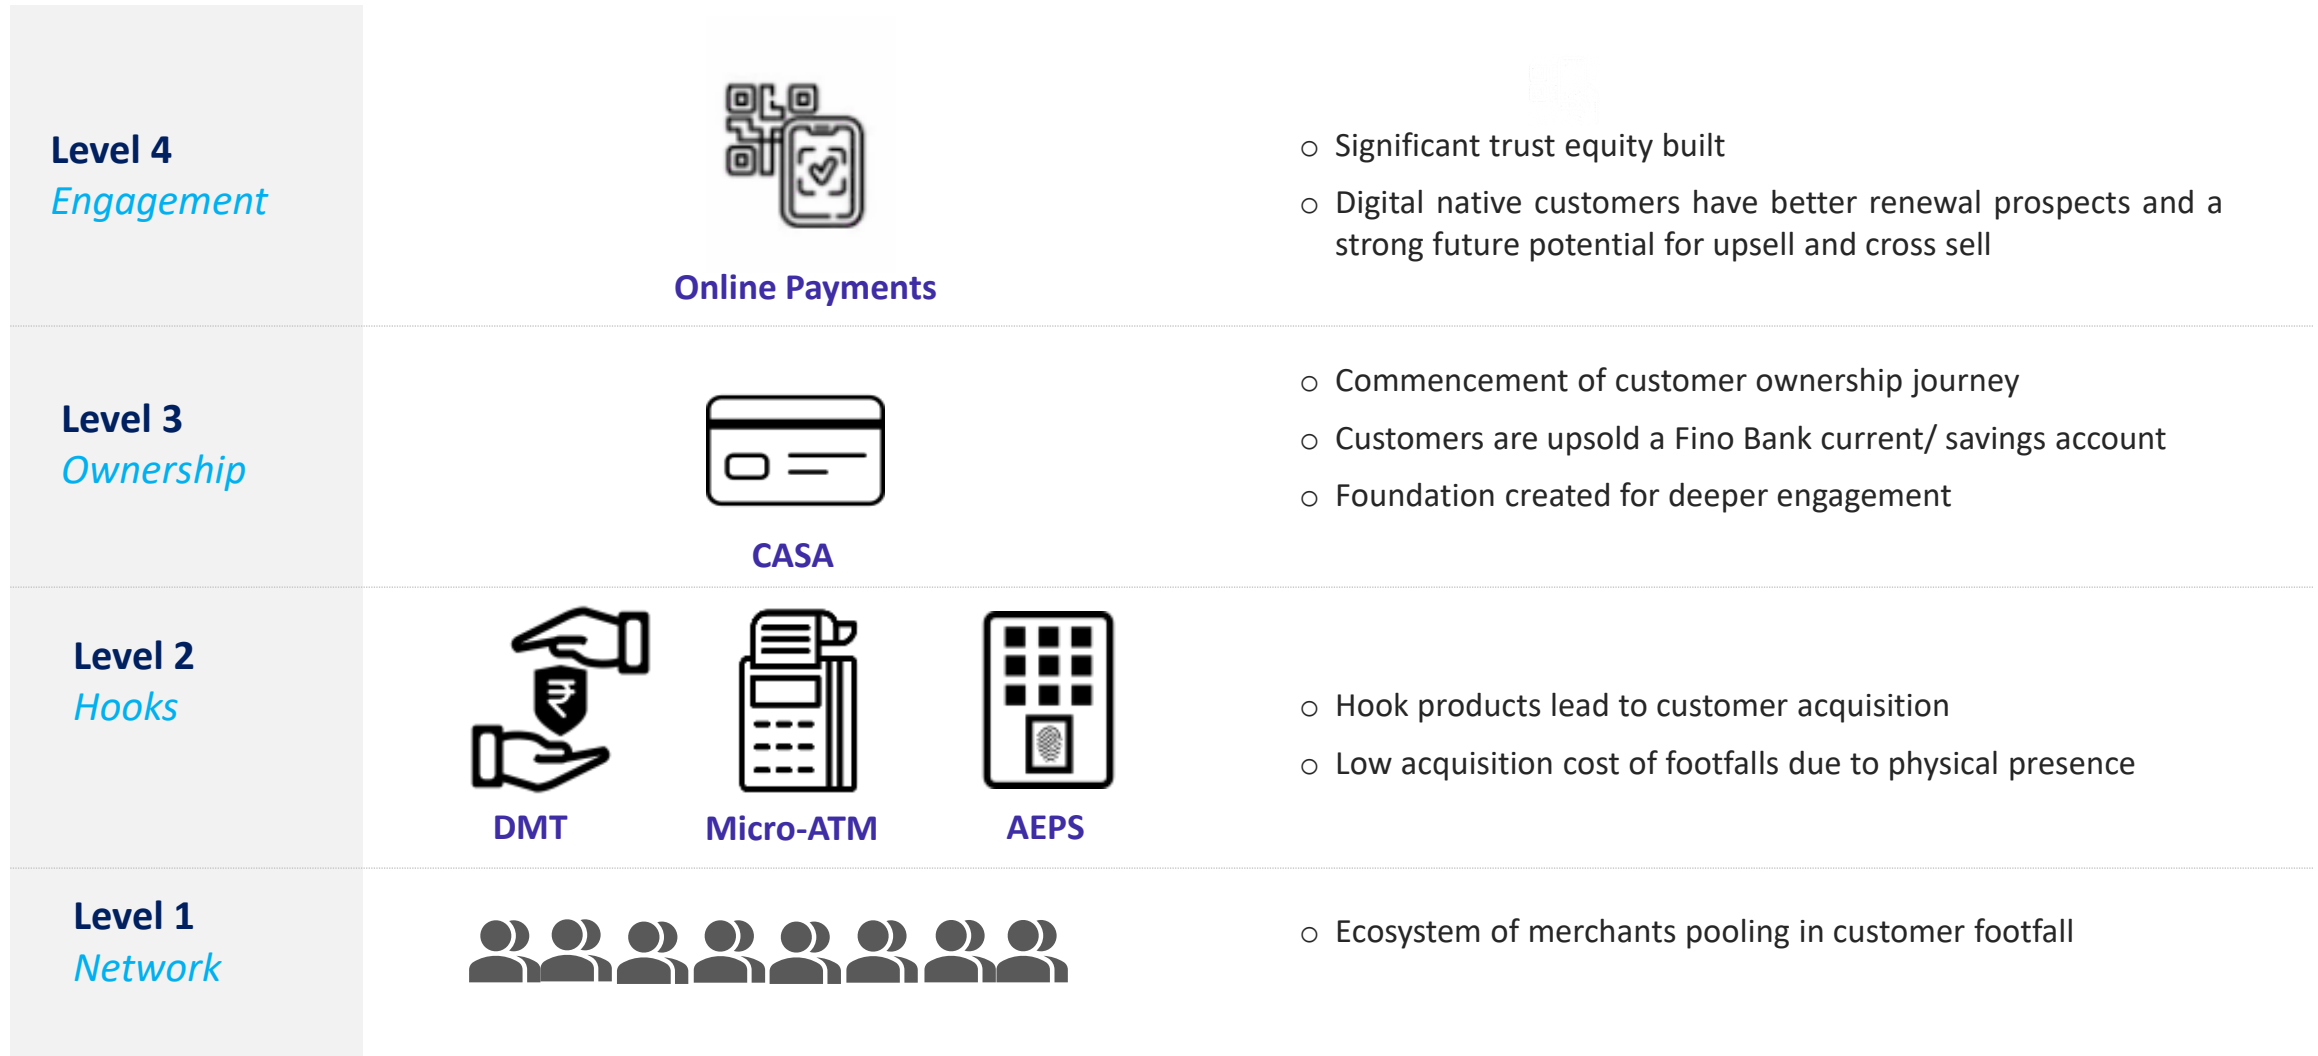 Level 4
Engagement
Online Payments
○ Significant trust equity built
○ Digital native customers have better renewal prospects and a
strong future potential for upsell and cross sell
Level 3
Ownership
CASA
○ Commencement of customer ownership journey
○ Customers are upsold a Fino Bank current/ savings account
○ Foundation created for deeper engagement
Level 2
Hooks
₹
DMT
Micro-ATM
AEPS
○ Hook products lead to customer acquisition
○ Low acquisition cost of footfalls due to physical presence
Level 1
Network
○ Ecosystem of merchants pooling in customer footfall